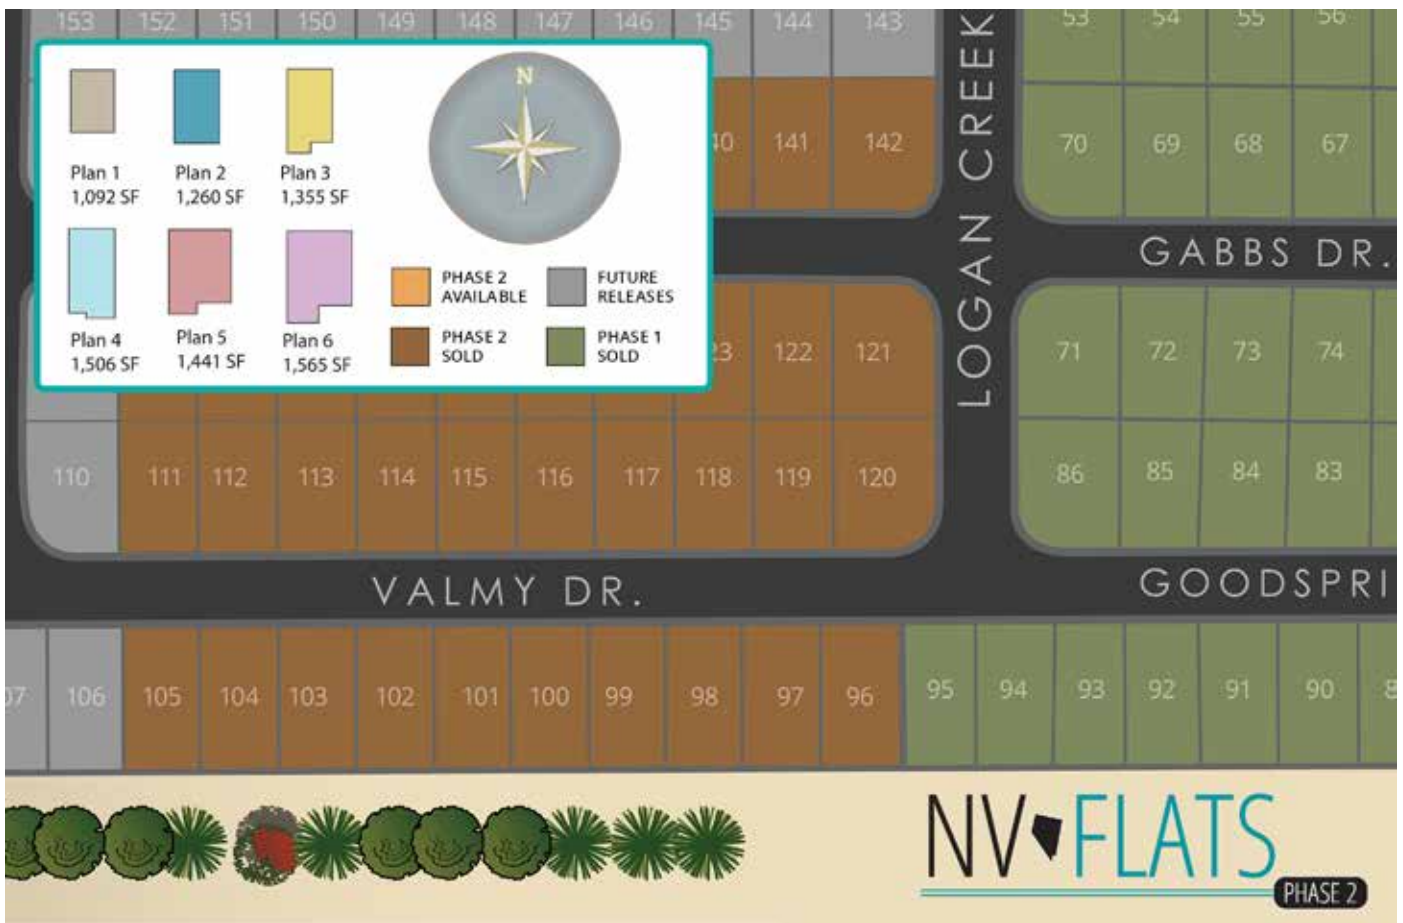 153 152 151 150 149 148 147 146 145 144 143
53 54 55 56
N
Plan 1
1,092 SF
Plan 2
1,260 SF
Plan 3
1,355 SF
Plan 4
1,506 SF
Plan 5
1,441 SF
Plan 6
1,565 SF
PHASE 2
AVAILABLE
FUTURE
RELEASES
PHASE 2
SOLD
PHASE 1
SOLD
141 142
LOGAN CREEK
70 69 68 67
GABBS DR.
122 121
71 72 73 74
110 111 112 113 114 115 116 117 118 119 120
86 85 84 83
VALMY DR.
GOODSPRI
106 105 104 103 102 101 100 99 98 97 96 95 94 93 92 91 90
NV FLATS
PHASE 2